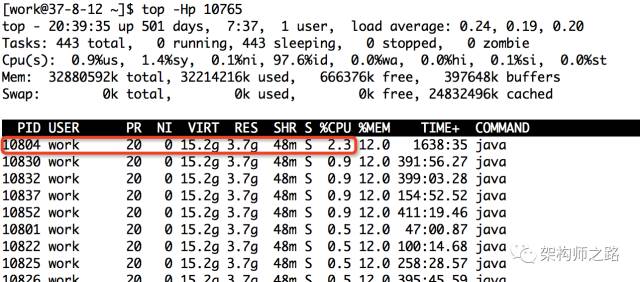 [work@37-8-12 ~]$ top -Hp 10765
top - 20:39:35 up 501 days,  7:37,  1 user,  load average: 0.24, 0.19, 0.20
Tasks: 443 total,   0 running, 443 sleeping,   0 stopped,   0 zombie
Cpu(s):  0.9%us,  1.4%sy,  0.1%ni, 97.6%id,  0.0%wa,  0.0%hi,  0.1%si,  0.0%st
Mem:  32880592k total, 32214216k used,   666376k free,   397648k buffers
Swap:        0k total,        0k used,        0k free, 24832496k cached
PID USER      PR  NI  VIRT  RES  SHR S %CPU %MEM    TIME+  COMMAND
10804 work      20   0 15.2g 3.7g  48m S  2.3 12.0   1638:35 java
10830 work      20   0 15.2g 3.7g  48m S  0.9 12.0 391:56.27 java
10832 work      20   0 15.2g 3.7g  48m S  0.9 12.0 399:03.28 java
10837 work      20   0 15.2g 3.7g  48m S  0.9 12.0 154:52.52 java
10852 work      20   0 15.2g 3.7g  48m S  0.9 12.0 411:19.46 java
10801 work      20   0 15.2g 3.7g  48m S  0.5 12.0  47:00.87 java
10822 work      20   0 15.2g 3.7g  48m S  0.5 12.0 100:14.68 java
10825 work      20   0 15.2g 3.7g  48m S  0.5 12.0 258:28.57 java
10826 work      20   0 15.2g 3.7g  48m S  0.5 12.0 395:45.59 java
架构师之路